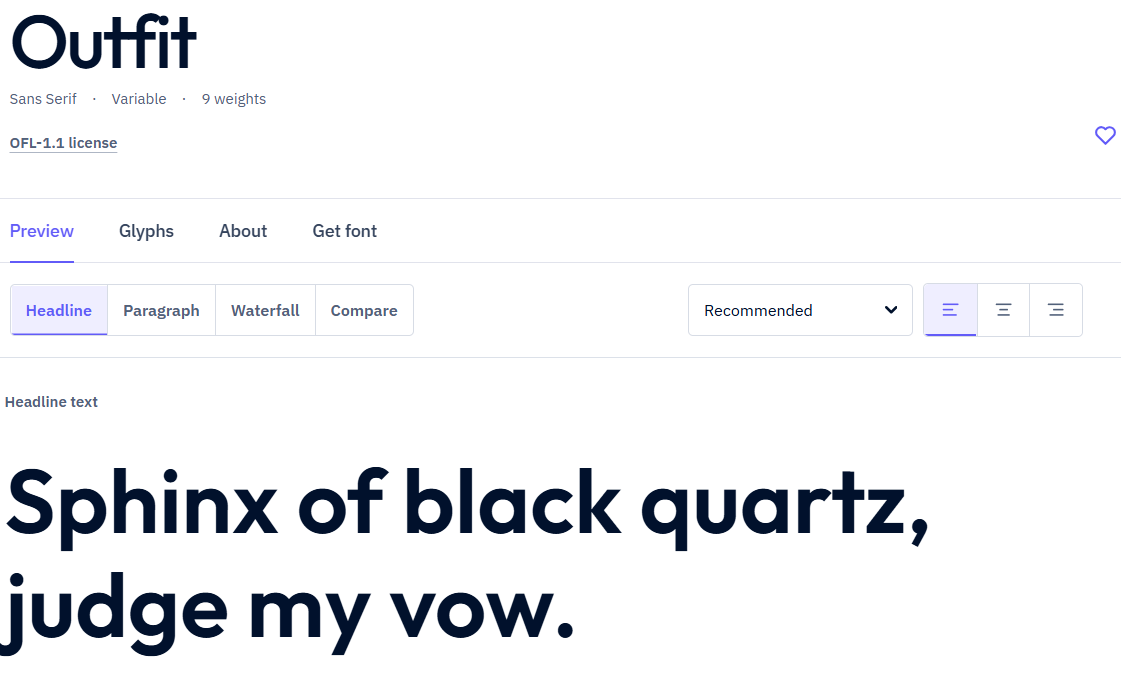 Outfit
Sans Serif · Variable · 9 weights
OFL-1.1 license
Preview Glyphs About Get font
Headline Paragraph Waterfall Compare Recommended
Headline text
Sphinx of black quartz,
judge my vow.